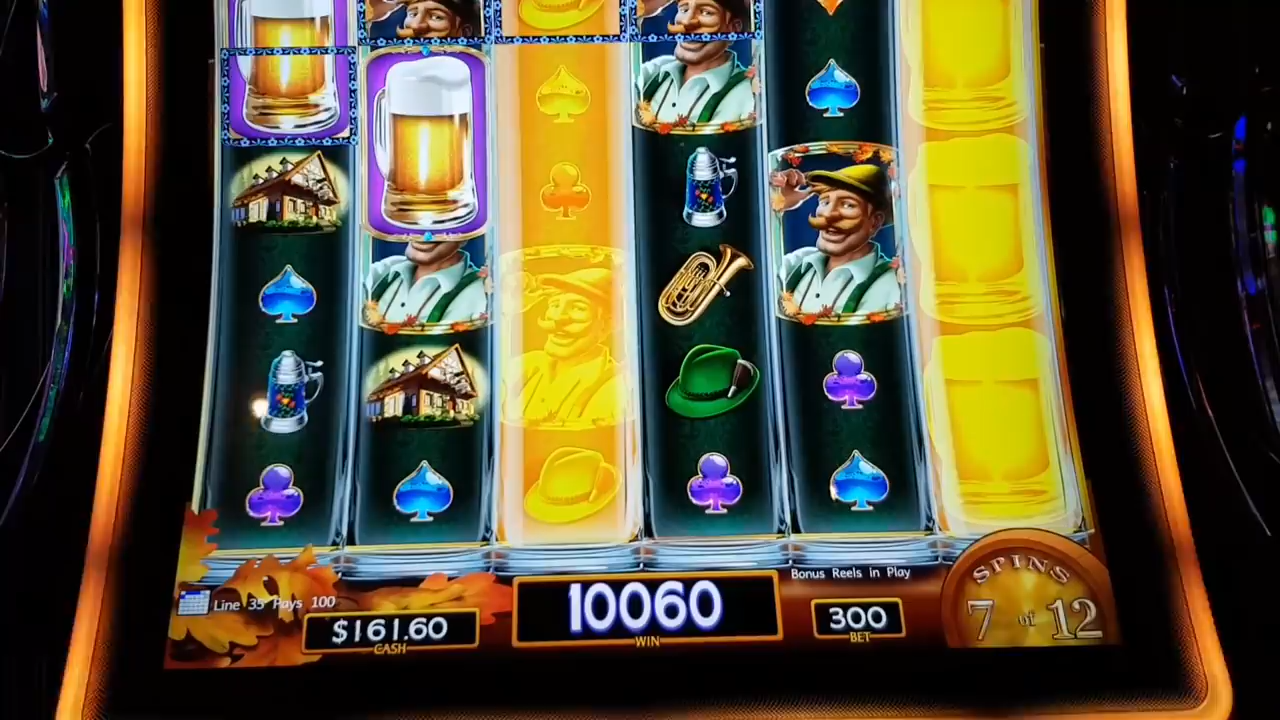 Bonus Reels in Play
SPINS
7 of 12
Line 35 Pays 100
10060
WIN
300
BET
$161.60
CASH